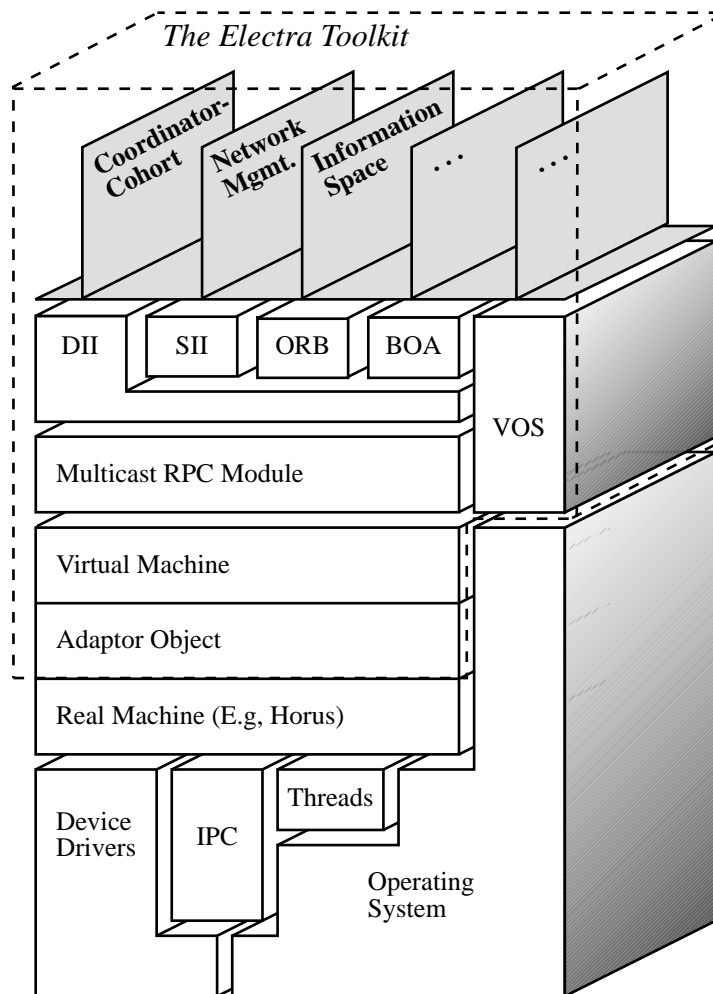 The Electra Toolkit
Coordinator-
Cohort
Network
Mgmt.
Information
Space
...
...
DII
SII
ORB
BOA
VOS
Multicast RPC Module
Virtual Machine
Adaptor Object
Real Machine (E.g, Horus)
Device
Drivers
IPC
Threads
Operating
System